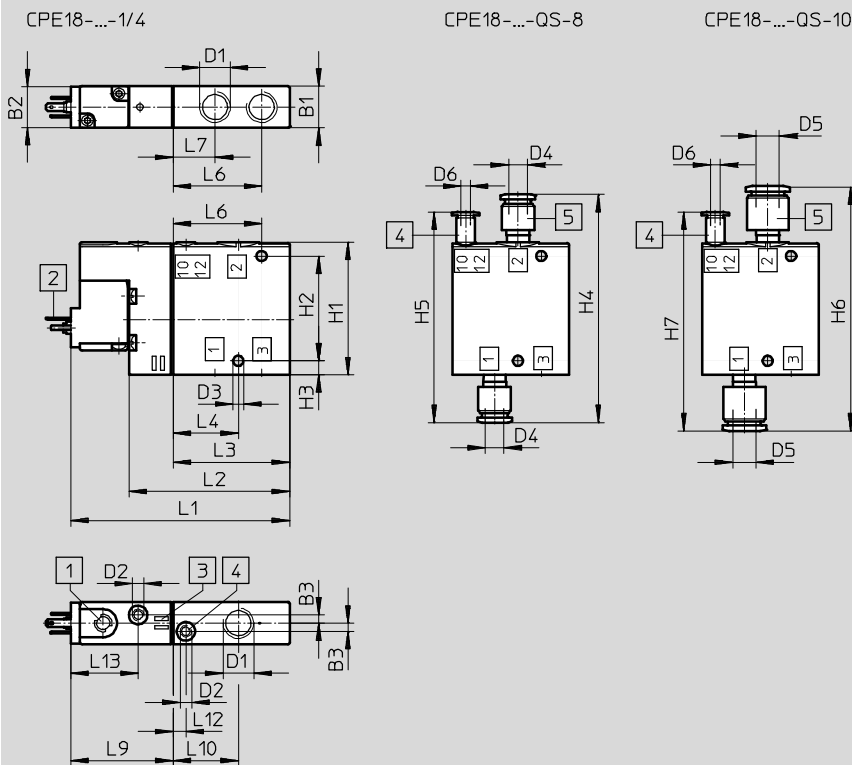 CPE18-...-1/4
CPE18-...-QS-8
CPE18-...-QS-10
D1
B2
B1
L7
L6
D4
D5
D6
D6
L6
4
5
4
5
10
12
2
10
12
2
10
12
2
2
H2
H1
H5
H4
H7
H6
1
3
1
3
1
3
D3
H3
L4
D4
L3
D5
L2
L1
1
D2
3
4
B3
B3
L13
D1
D2
L12
L9
L10